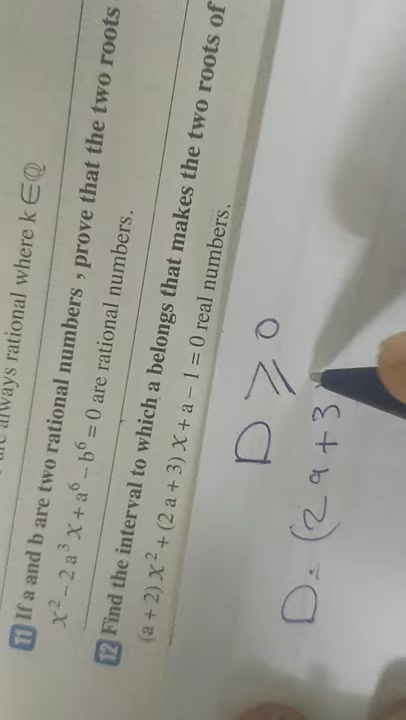 always rational where k ∈ ℚ
11 If a and b are two rational numbers , prove that the two roots
x² – 2 a³ x + a⁶ – b⁶ = 0 are rational numbers.
12 Find the interval to which a belongs that makes the two roots of
(a + 2) x² + (2 a + 3) x + a – 1 = 0 real numbers.
D ⩾ 0
D = (2a+3